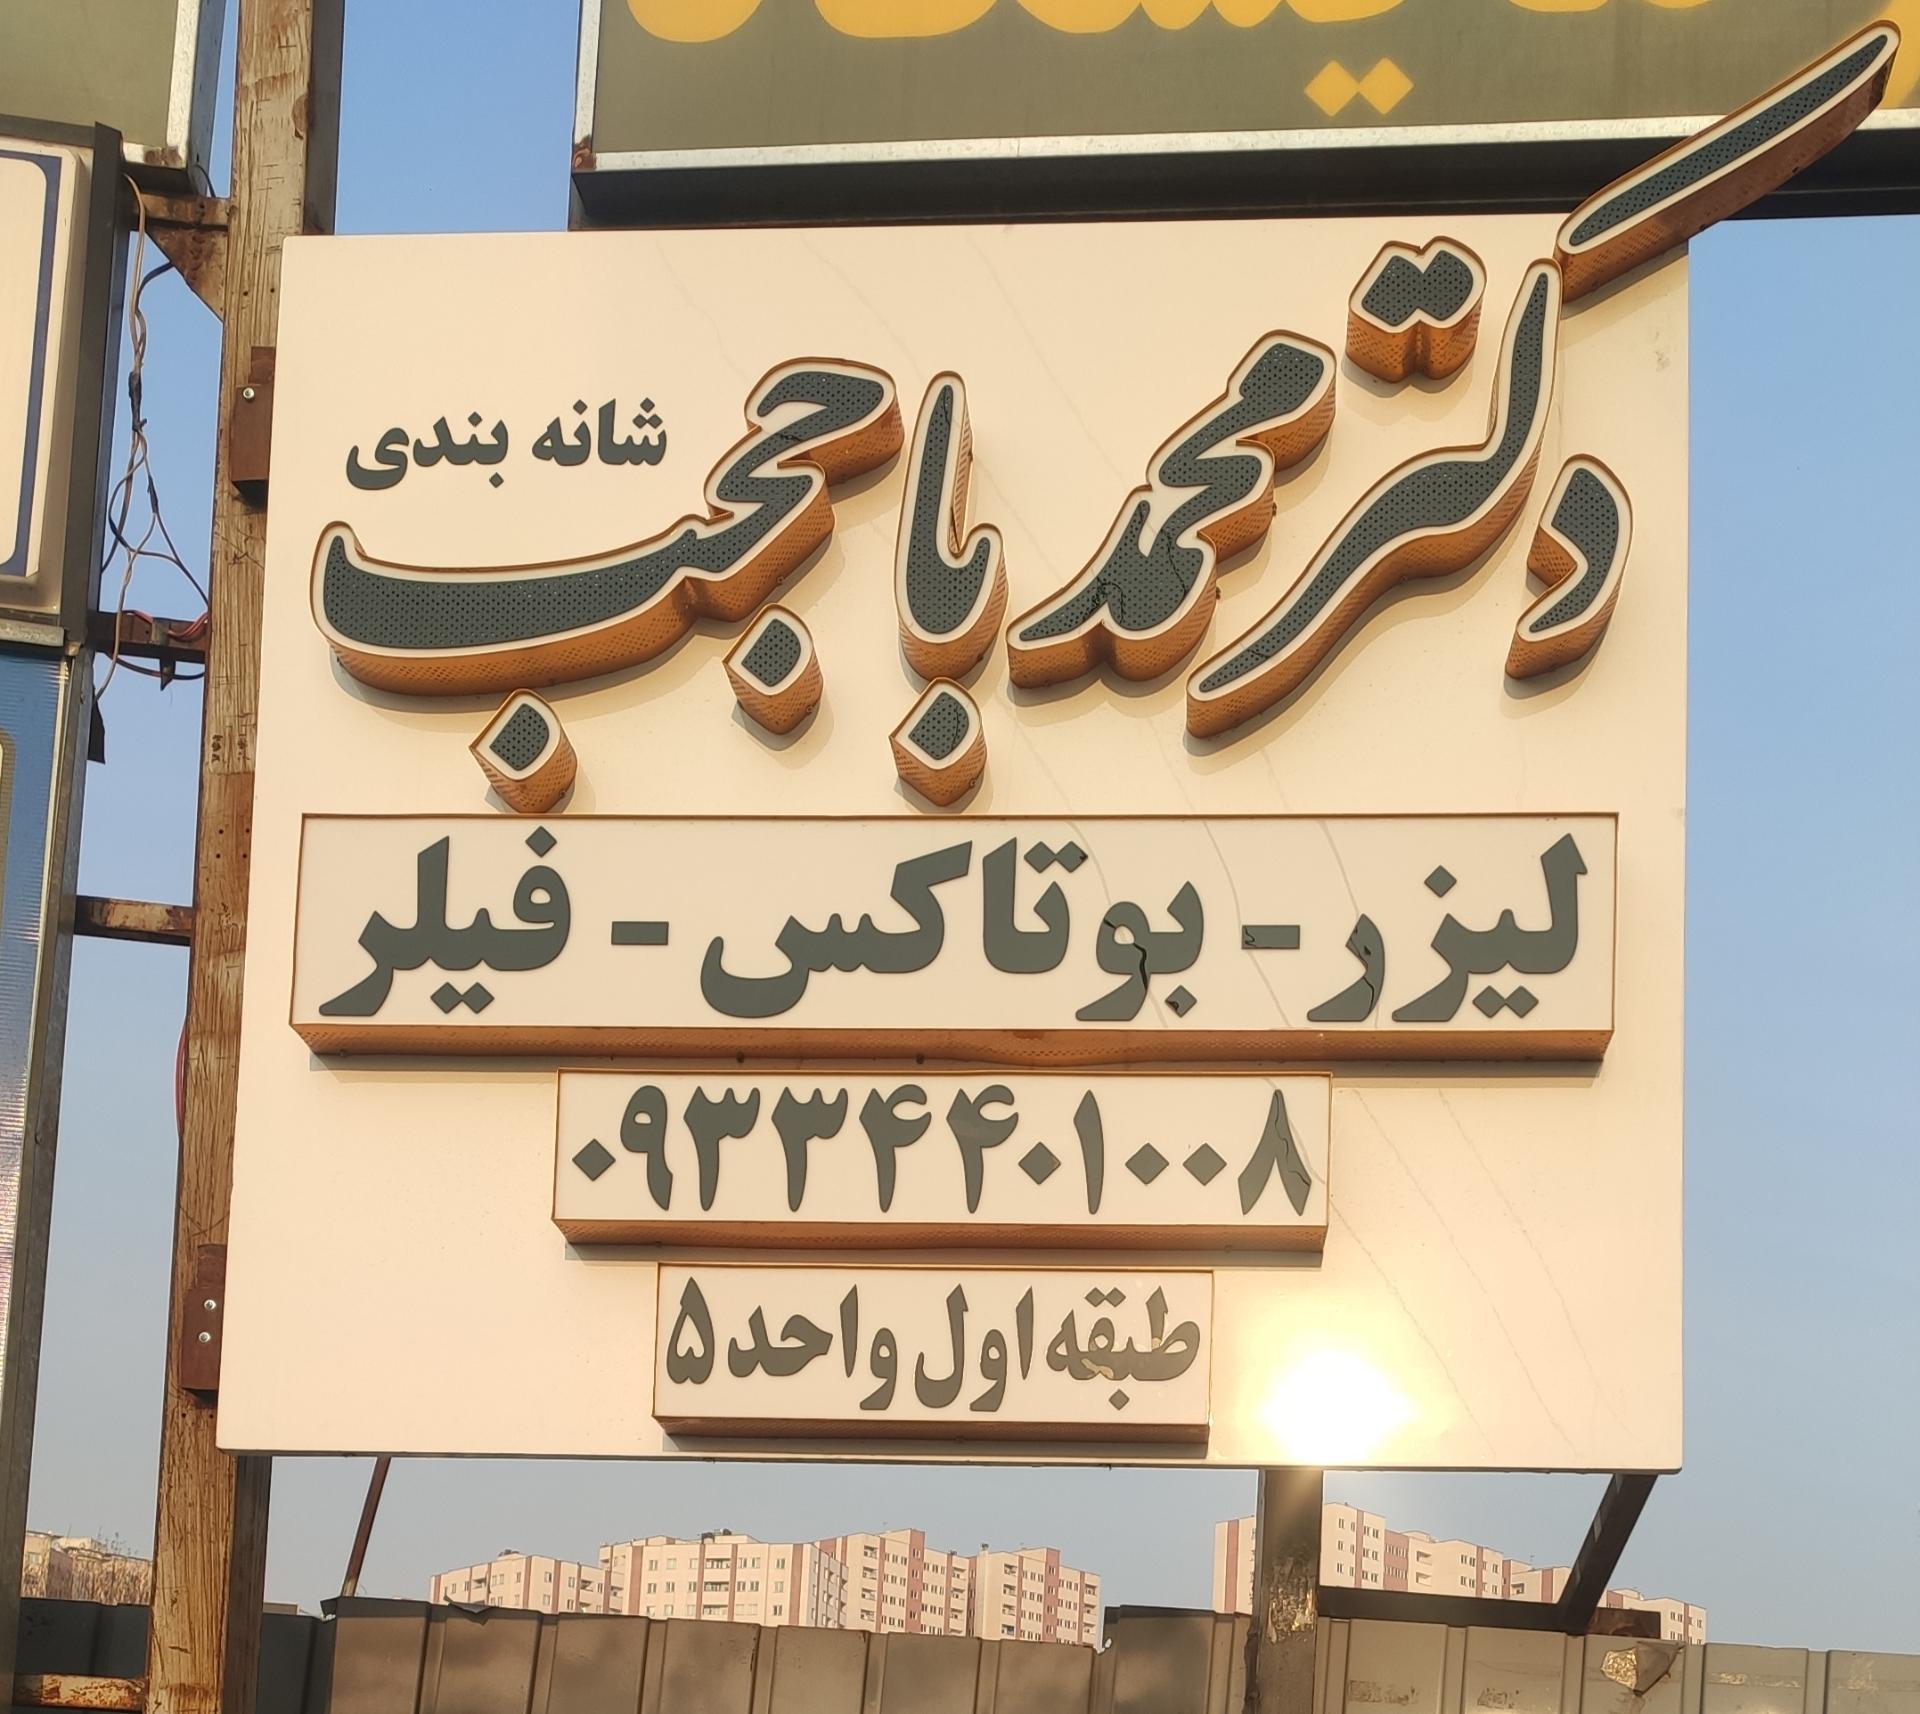 دکتر محمد باحجب
شانه بندی
لیزر - بوتاکس - فیلر
۰۹۳۳۴۴۰۱۰۰۸
طبقه اول واحد ۵